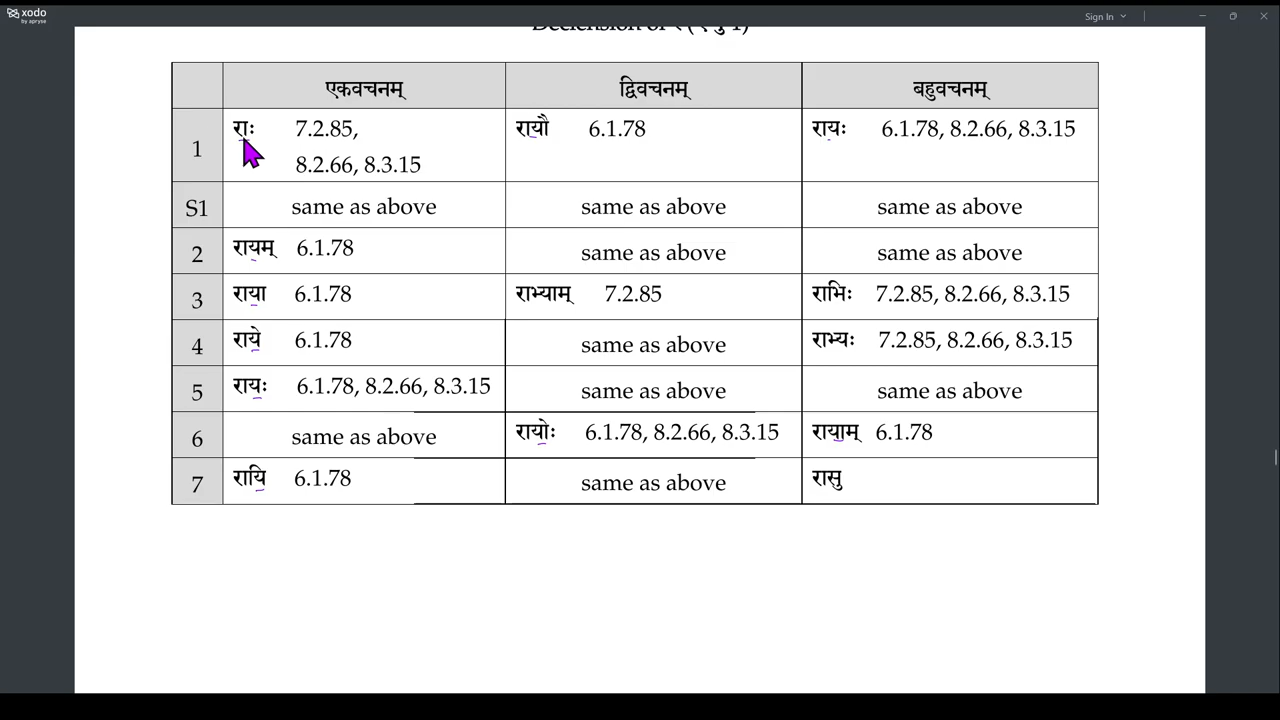 xodo
by apryse
Sign In
एकवचनम् द्विवचनम् बहुवचनम्
1 राः 7.2.85, 8.2.66, 8.3.15 रायौ 6.1.78 रायः 6.1.78, 8.2.66, 8.3.15
S1 same as above same as above same as above
2 रायम् 6.1.78 same as above same as above
3 राया 6.1.78 राभ्याम् 7.2.85 राभिः 7.2.85, 8.2.66, 8.3.15
4 राये 6.1.78 same as above राभ्यः 7.2.85, 8.2.66, 8.3.15
5 रायः 6.1.78, 8.2.66, 8.3.15 same as above same as above
6 same as above रायोः 6.1.78, 8.2.66, 8.3.15 रायाम् 6.1.78
7 रायि 6.1.78 same as above रासु